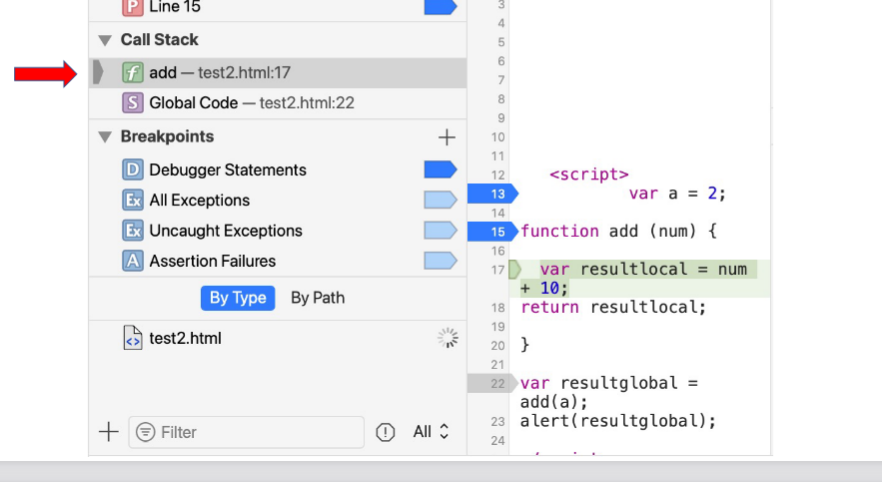 P Line 15
Call Stack
f add — test2.html:17
S Global Code — test2.html:22
Breakpoints +
D Debugger Statements
Ex All Exceptions
Ex Uncaught Exceptions
A Assertion Failures
By Type By Path
<> test2.html
+ Filter ! All
3
4
5
6
7
8
9
10
11
12 <script>
13 var a = 2;
14
15 function add (num) {
16
17 var resultlocal = num
+ 10;
18 return resultlocal;
19
20 }
21
22 var resultglobal =
add(a);
23 alert(resultglobal);
24